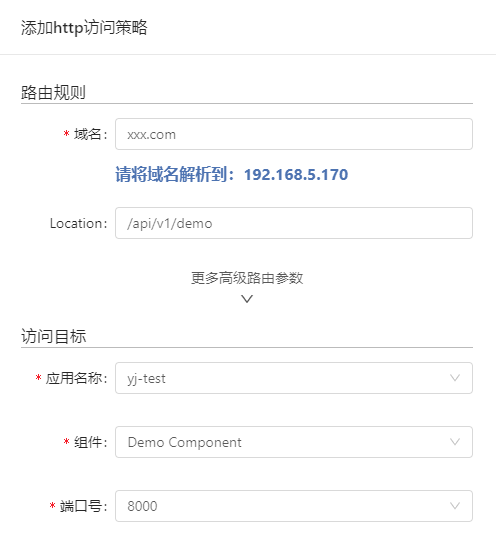 添加http访问策略
路由规则
* 域名: xxx.com
请将域名解析到：192.168.5.170
Location: /api/v1/demo
更多高级路由参数
访问目标
* 应用名称: yj-test
* 组件: Demo Component
* 端口号: 8000